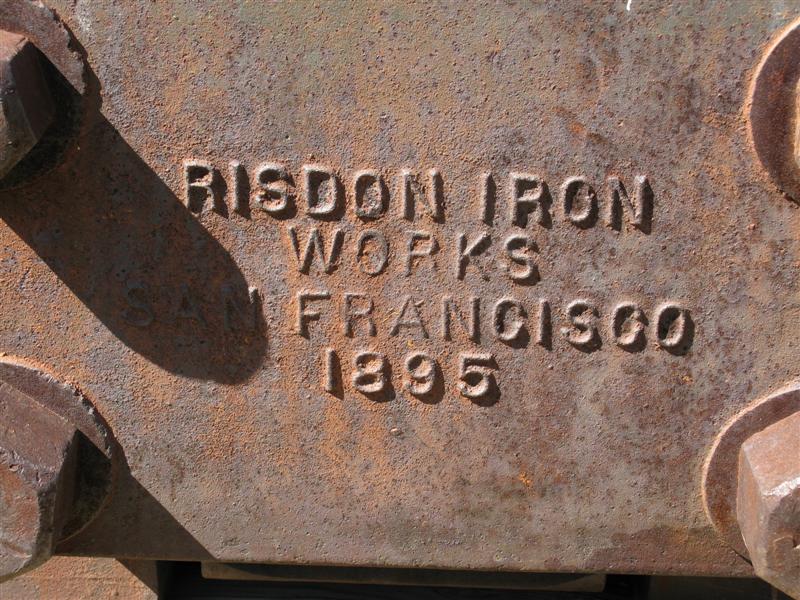 RISDON IRON
WORKS
SAN FRANCISCO
1895